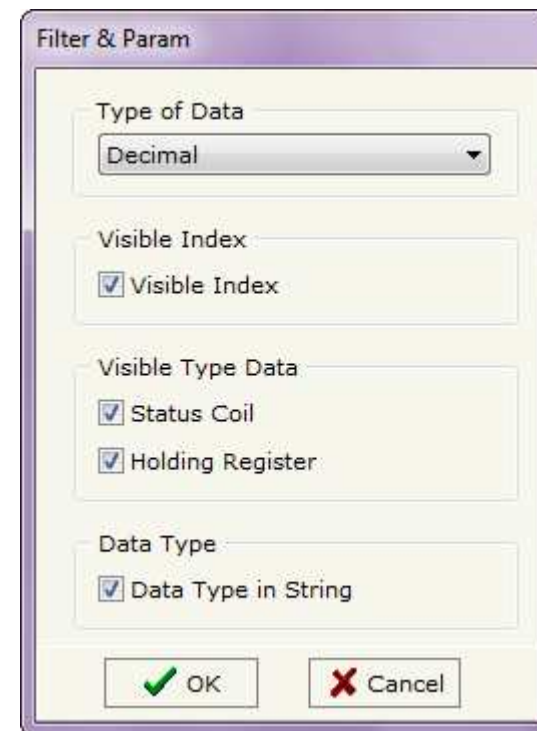 Filter & Param
Type of Data
Decimal
Visible Index
Visible Index
Visible Type Data
Status Coil
Holding Register
Data Type
Data Type in String
OK
Cancel